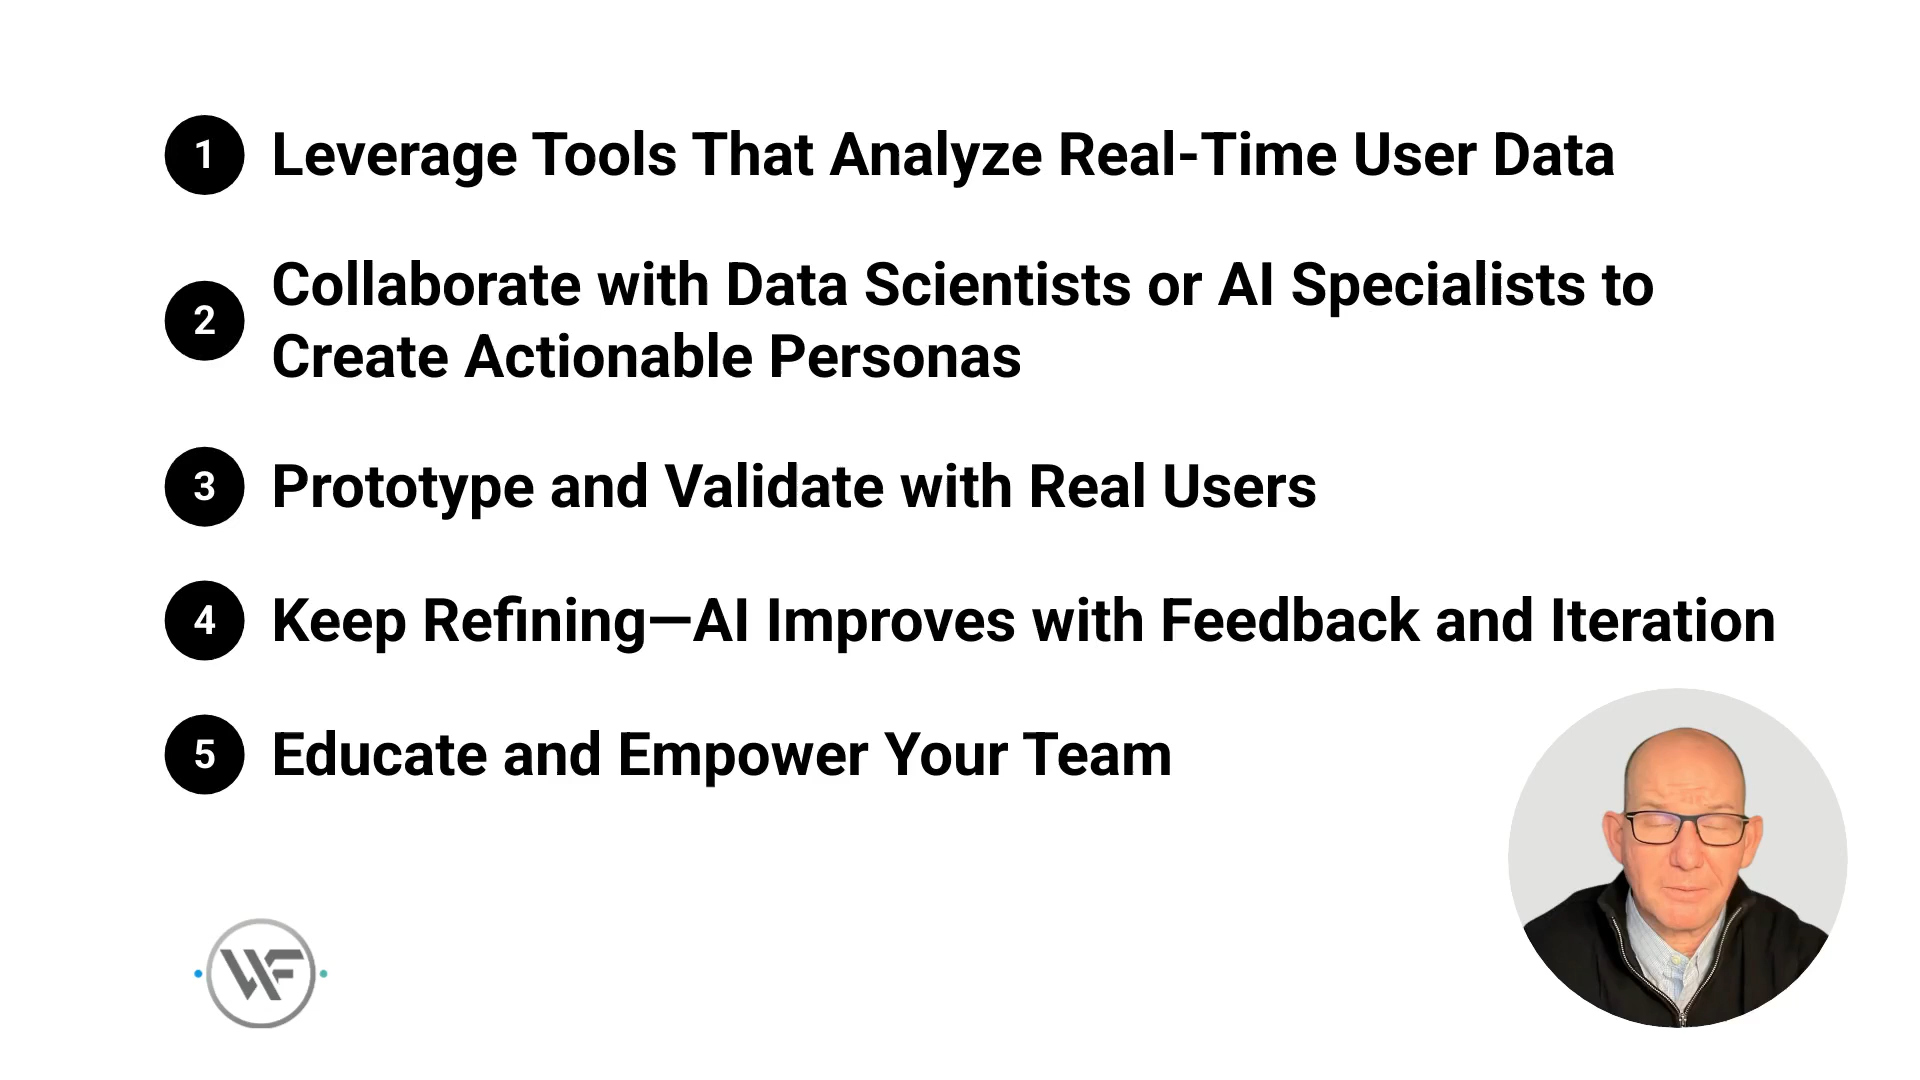 1 Leverage Tools That Analyze Real-Time User Data
2 Collaborate with Data Scientists or AI Specialists to
Create Actionable Personas
3 Prototype and Validate with Real Users
4 Keep Refining—AI Improves with Feedback and Iteration
5 Educate and Empower Your Team
WF